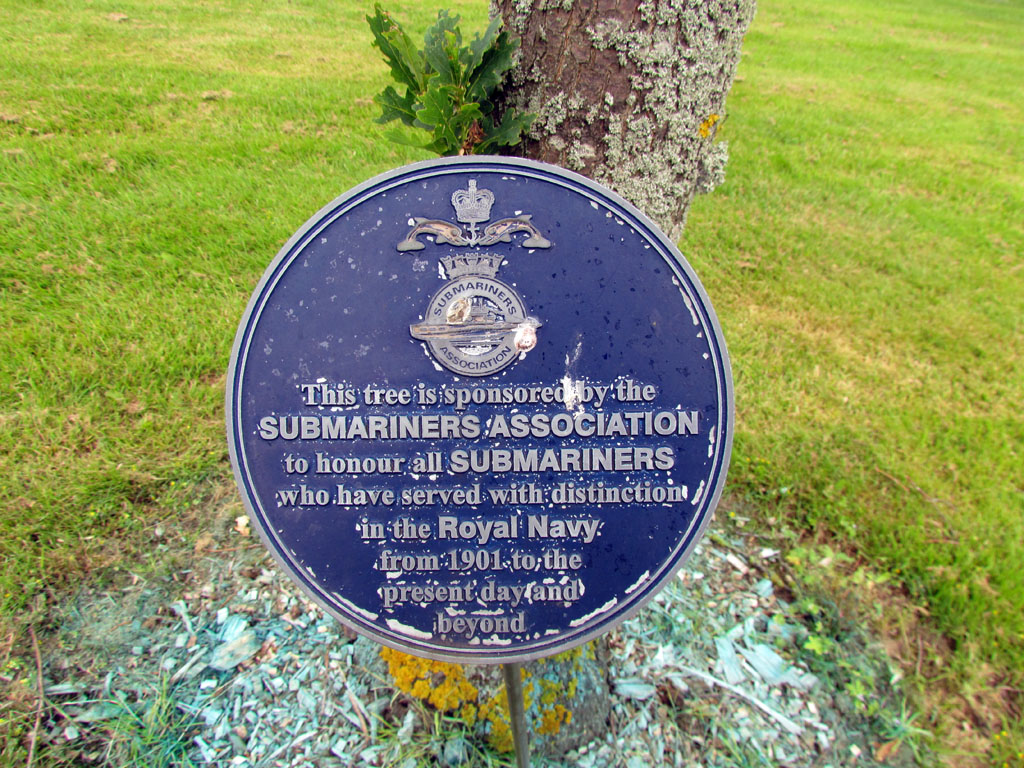 SUBMARINERS
ASSOCIATION
This tree is sponsored by the
SUBMARINERS ASSOCIATION
to honour all SUBMARINERS
who have served with distinction
in the Royal Navy
from 1901 to the
present day and
beyond